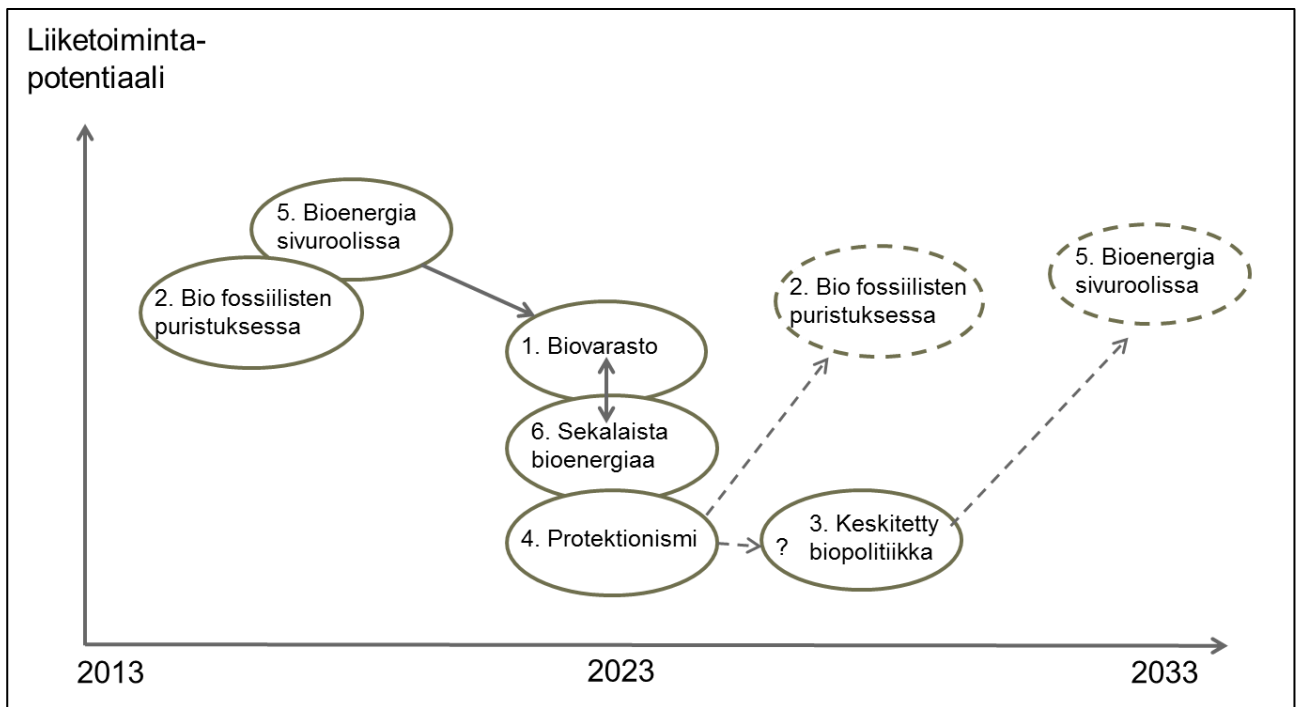 Liiketoiminta-
potentiaali
5. Bioenergia
sivuroolissa
2. Bio fossiilisten
puristuksessa
1. Biovarasto
6. Sekalaista
bioenergiaa
4. Protektionismi
2. Bio fossiilisten
puristuksessa
?
3. Keskitetty
biopolitiikka
5. Bioenergia
sivuroolissa
2013
2023
2033